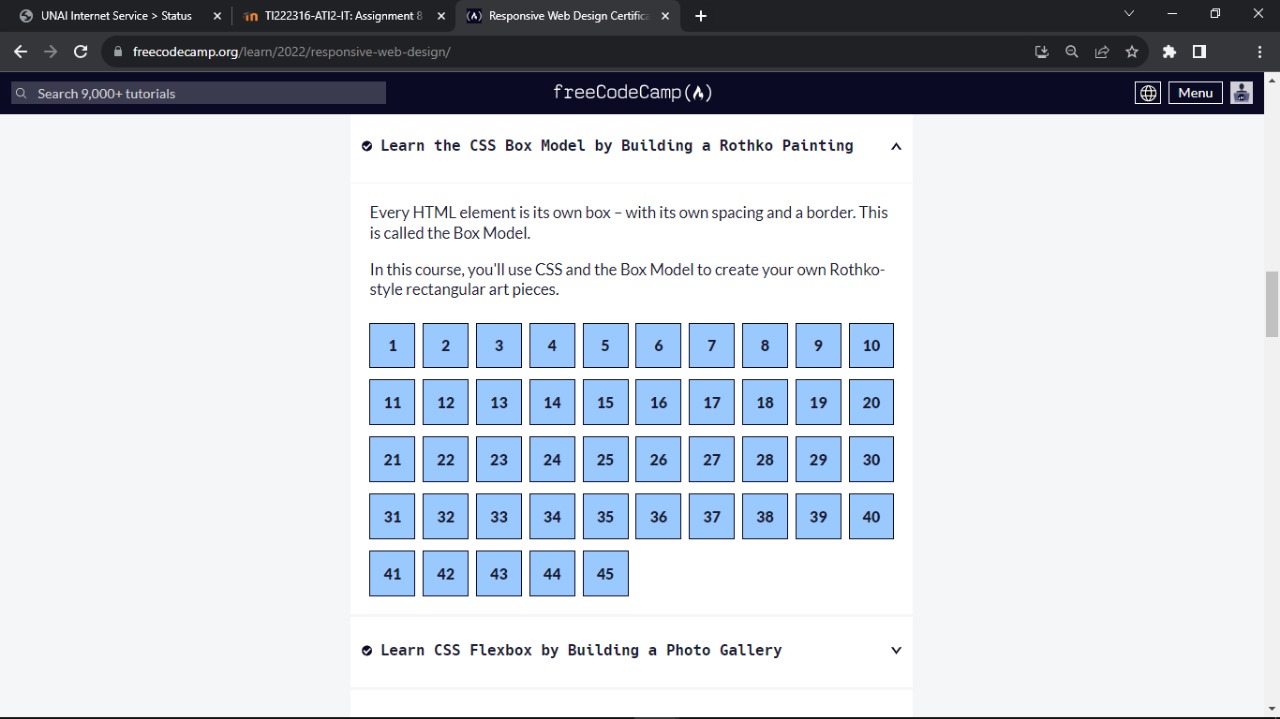 UNAI Internet Service > Status
TI222316-ATI2-IT: Assignment 8
Responsive Web Design Certifica
freecodecamp.org/learn/2022/responsive-web-design/
Search 9,000+ tutorials
freeCodeCamp
Menu
Learn the CSS Box Model by Building a Rothko Painting
Every HTML element is its own box – with its own spacing and a border. This
is called the Box Model.
In this course, you'll use CSS and the Box Model to create your own Rothko-
style rectangular art pieces.
1 2 3 4 5 6 7 8 9 10
11 12 13 14 15 16 17 18 19 20
21 22 23 24 25 26 27 28 29 30
31 32 33 34 35 36 37 38 39 40
41 42 43 44 45
Learn CSS Flexbox by Building a Photo Gallery